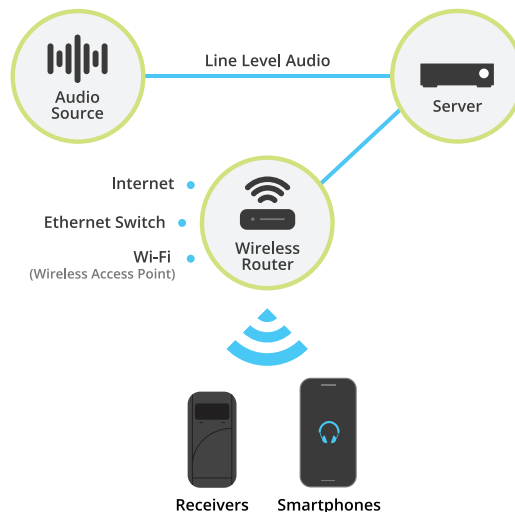 Line Level Audio
Audio
Source
Server
Internet
Ethernet Switch
Wi-Fi
(Wireless Access Point)
Wireless
Router
Receivers
Smartphones